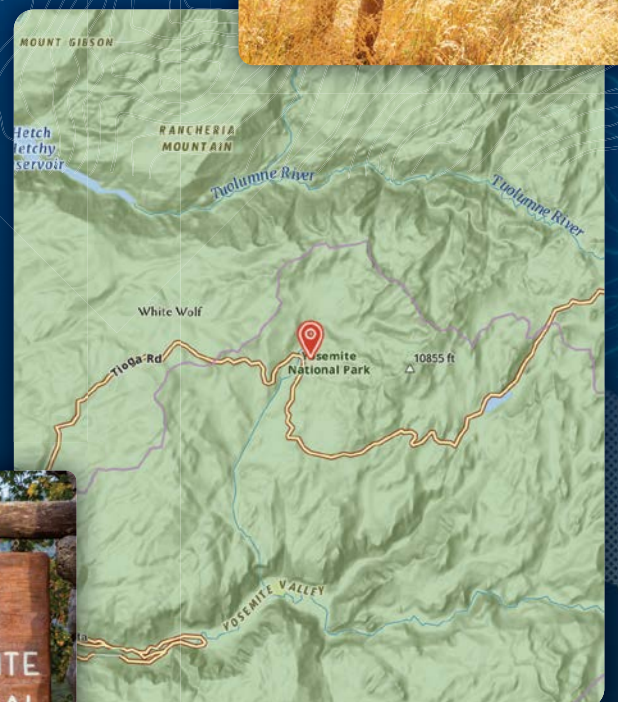 MOUNT GIBSON
Hetch
Hetchy
Reservoir
RANCHERIA
MOUNTAIN
Tuolumne River
Tuolumne River
White Wolf
Tioga Rd
Yosemite
National Park
10855 ft
YOSEMITE VALLEY